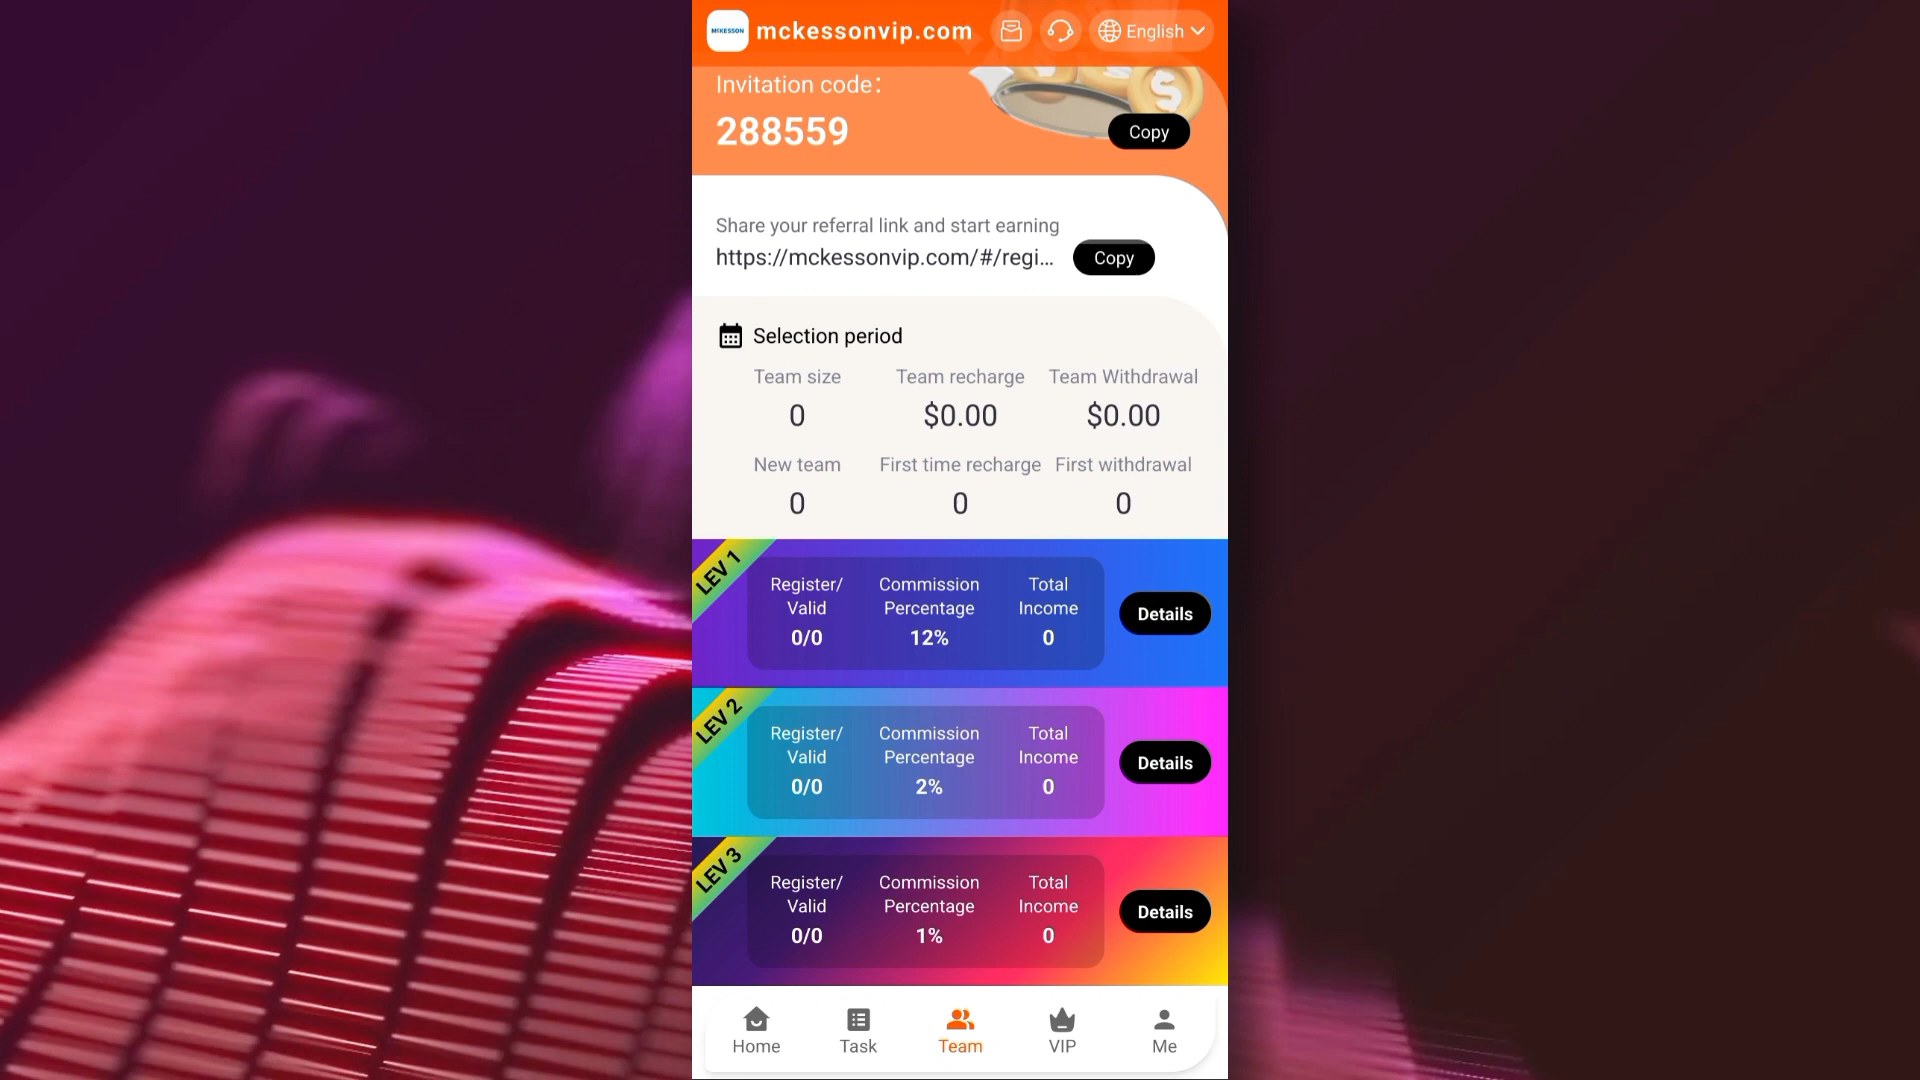 MCKESSON
mckessonvip.com
English
Invitation code:
288559
Copy
Share your referral link and start earning
https://mckessonvip.com/#/regi...
Copy
Selection period
Team size
Team recharge
Team Withdrawal
0
$0.00
$0.00
New team
First time recharge
First withdrawal
0
0
0
LEV 1
Register/
Valid
0/0
Commission
Percentage
12%
Total
Income
0
Details
LEV 2
Register/
Valid
0/0
Commission
Percentage
2%
Total
Income
0
Details
LEV 3
Register/
Valid
0/0
Commission
Percentage
1%
Total
Income
0
Details
Home
Task
Team
VIP
Me